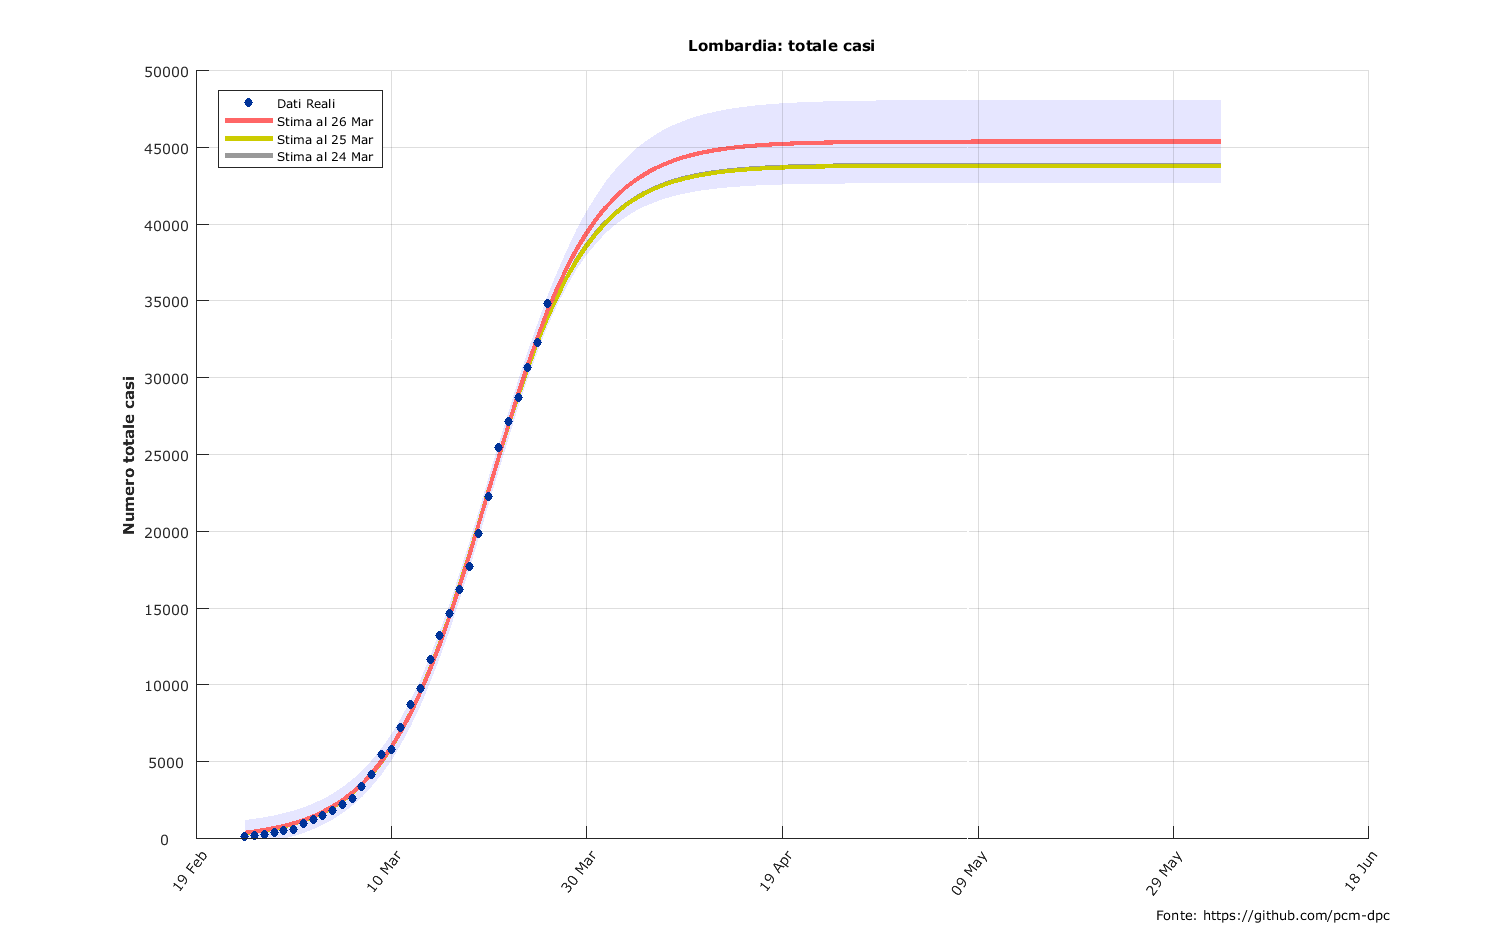 Lombardia: totale casi
50000
45000
40000
35000
30000
25000
20000
15000
10000
5000
0
Numero totale casi
Dati Reali
Stima al 26 Mar
Stima al 25 Mar
Stima al 24 Mar
19 Feb
10 Mar
30 Mar
19 Apr
09 May
29 May
18 Jun
Fonte: https://github.com/pcm-dpc